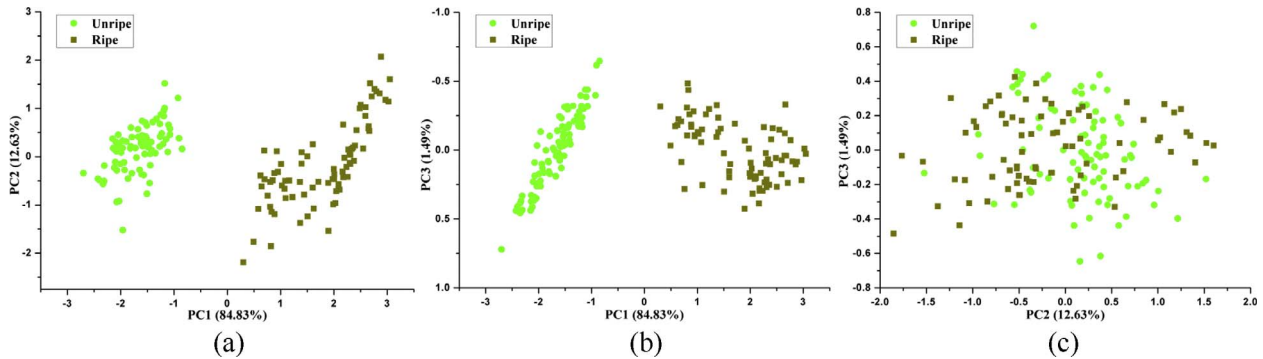 Unripe
Ripe
PC2 (12.63%)
3
2
1
0
-1
-2
-3 -2 -1 0 1 2 3
PC1 (84.83%)
(a)
Unripe
Ripe
PC3 (1.49%)
-1.0
-0.5
0.0
0.5
1.0
-3 -2 -1 0 1 2 3
PC1 (84.83%)
(b)
Unripe
Ripe
PC3 (1.49%)
0.8
0.6
0.4
0.2
0.0
-0.2
-0.4
-0.6
-0.8
-2.0 -1.5 -1.0 -0.5 0.0 0.5 1.0 1.5 2.0
PC2 (12.63%)
(c)